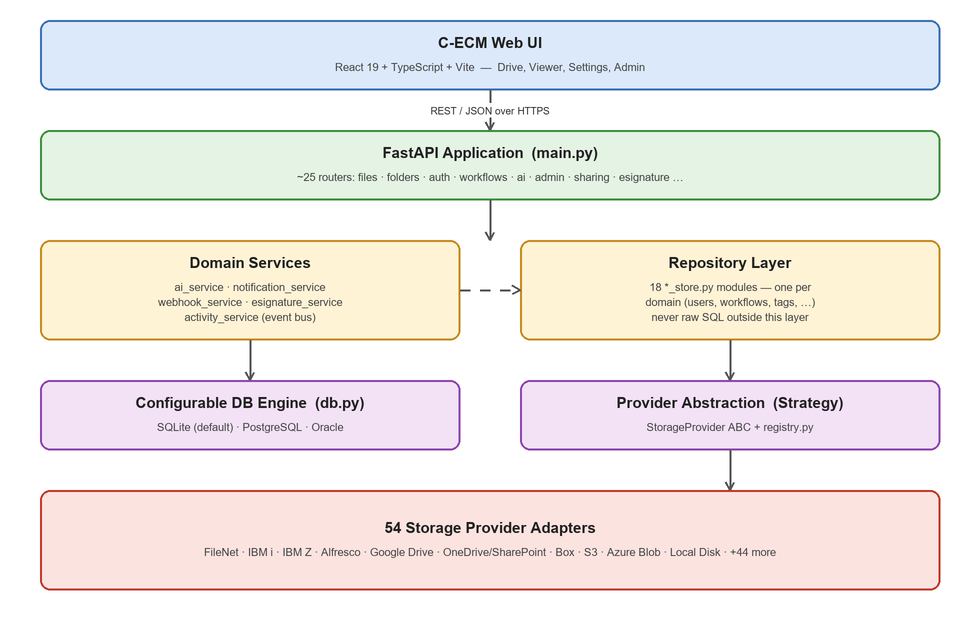 C-ECM Web UI
React 19 + TypeScript + Vite — Drive, Viewer, Settings, Admin
REST / JSON over HTTPS
FastAPI Application (main.py)
~25 routers: files · folders · auth · workflows · ai · admin · sharing · esignature …
Domain Services
ai_service · notification_service
webhook_service · esignature_service
activity_service (event bus)
Repository Layer
18 *_store.py modules — one per
domain (users, workflows, tags, …)
never raw SQL outside this layer
Configurable DB Engine (db.py)
SQLite (default) · PostgreSQL · Oracle
Provider Abstraction (Strategy)
StorageProvider ABC + registry.py
54 Storage Provider Adapters
FileNet · IBM i · IBM Z · Alfresco · Google Drive · OneDrive/SharePoint · Box · S3 · Azure Blob · Local Disk · +44 more